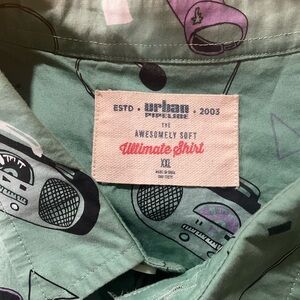 ESTD • urban • 2003
PIPELINE
THE
AWESOMELY SOFT
Ultimate Shirt
XXL